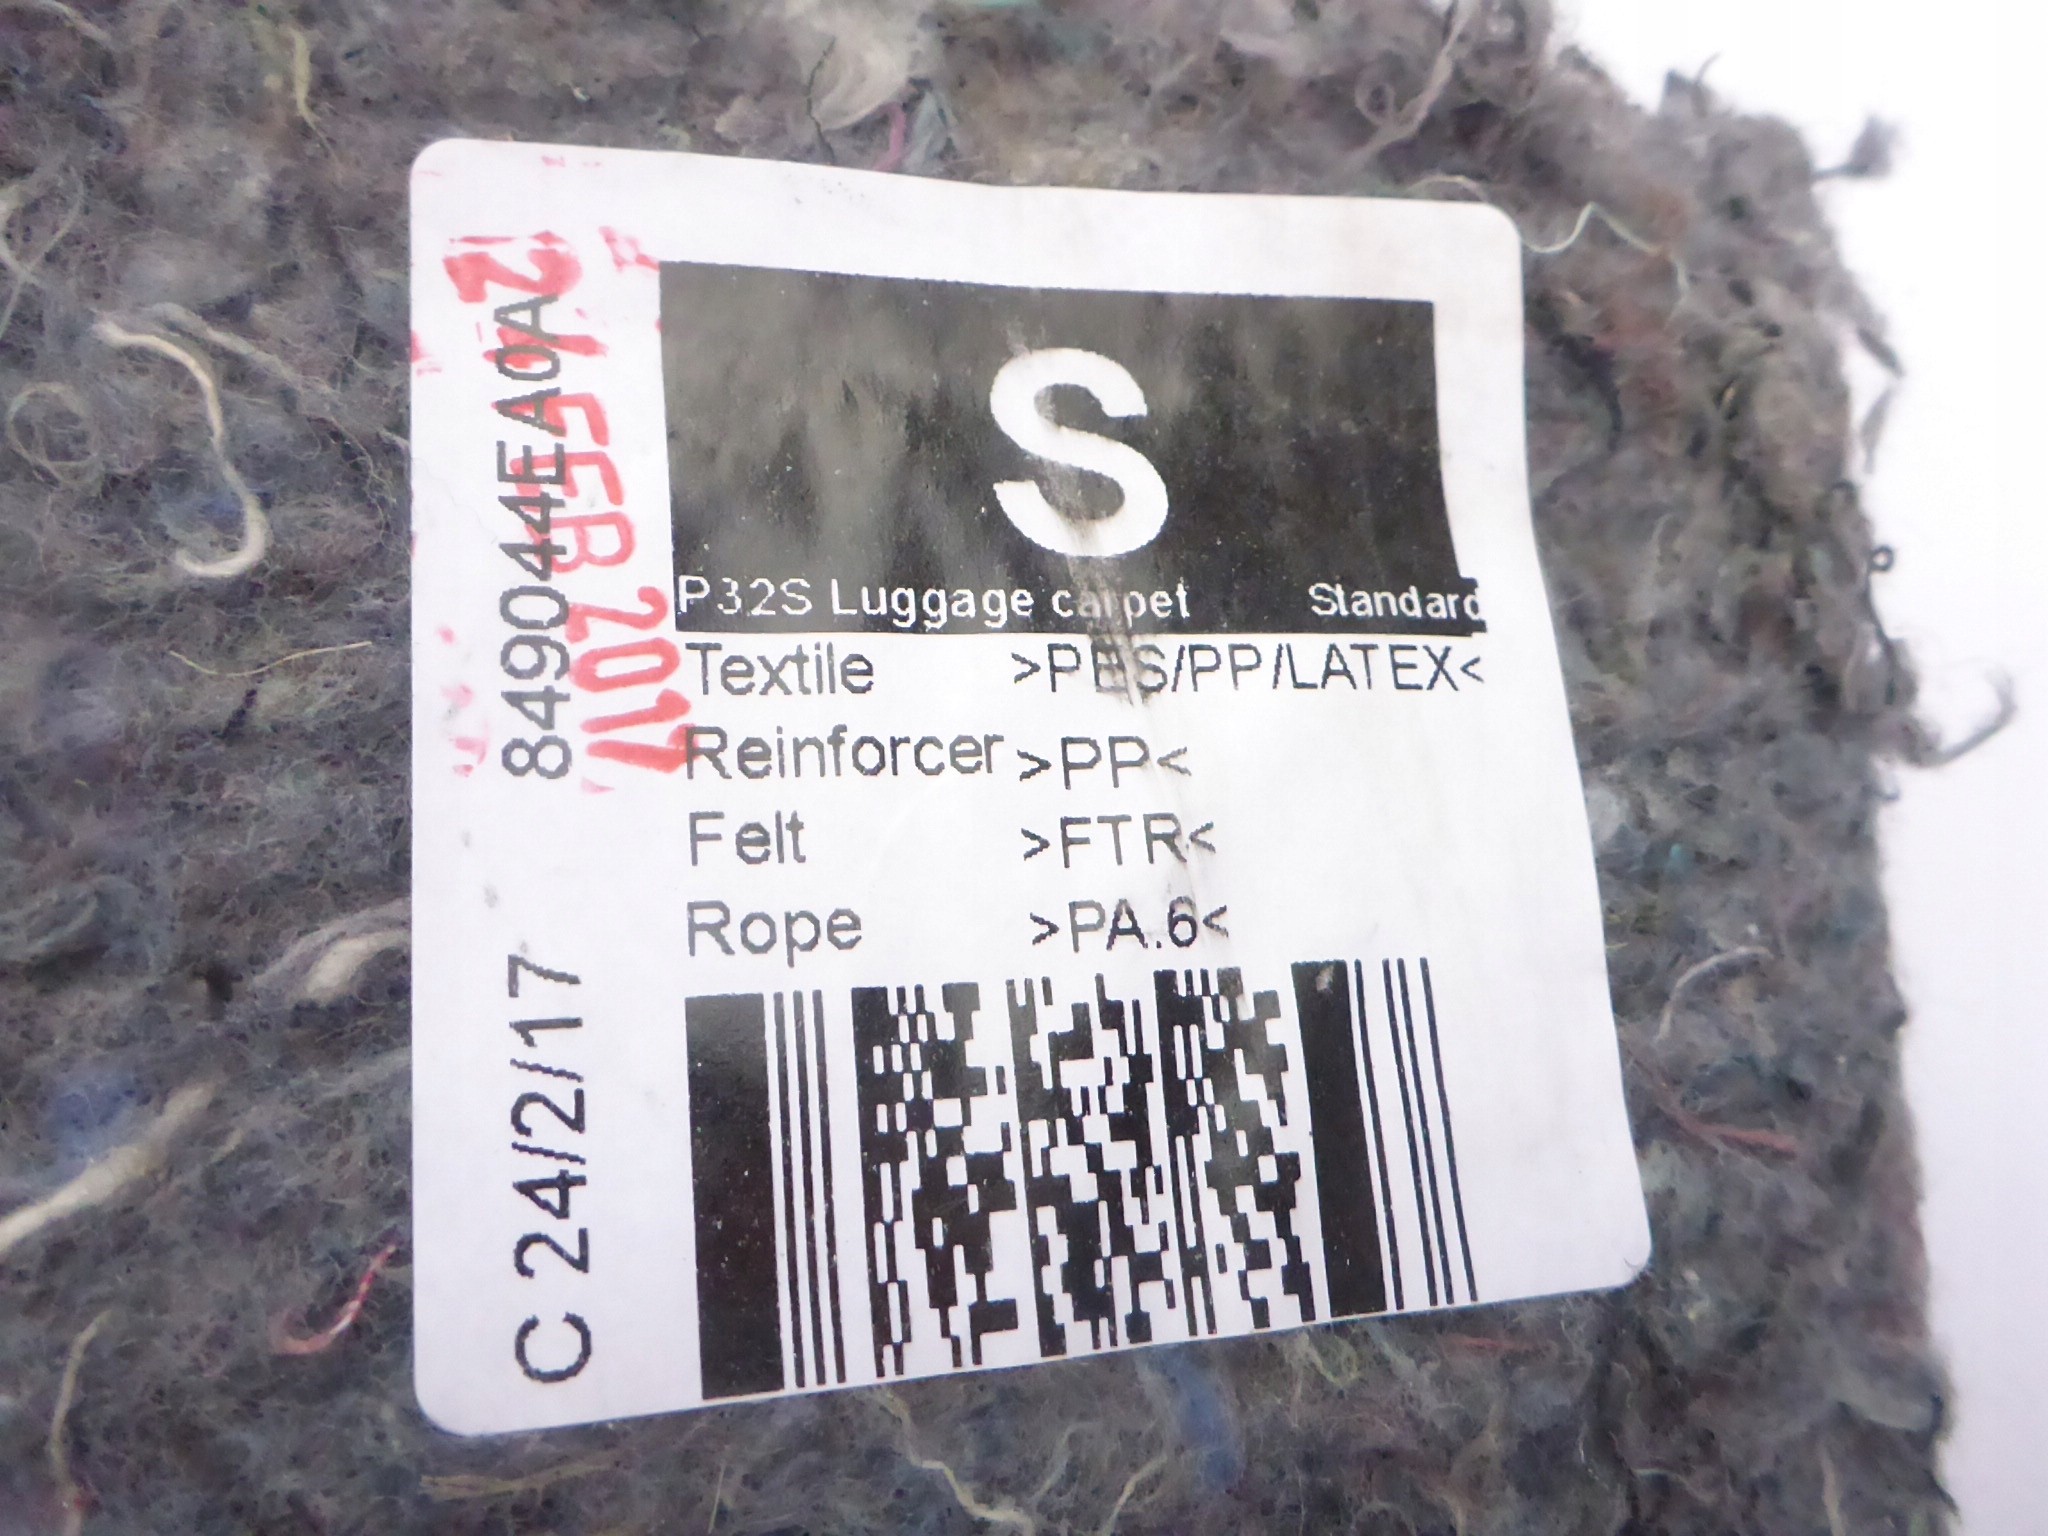 S
P32S Luggage carpet Standard
Textile >PES/PP/LATEX<
Reinforcer >PP<
Felt >FTR<
Rope >PA.6<
C 24/2/17 849044EA0A
FEB 2017